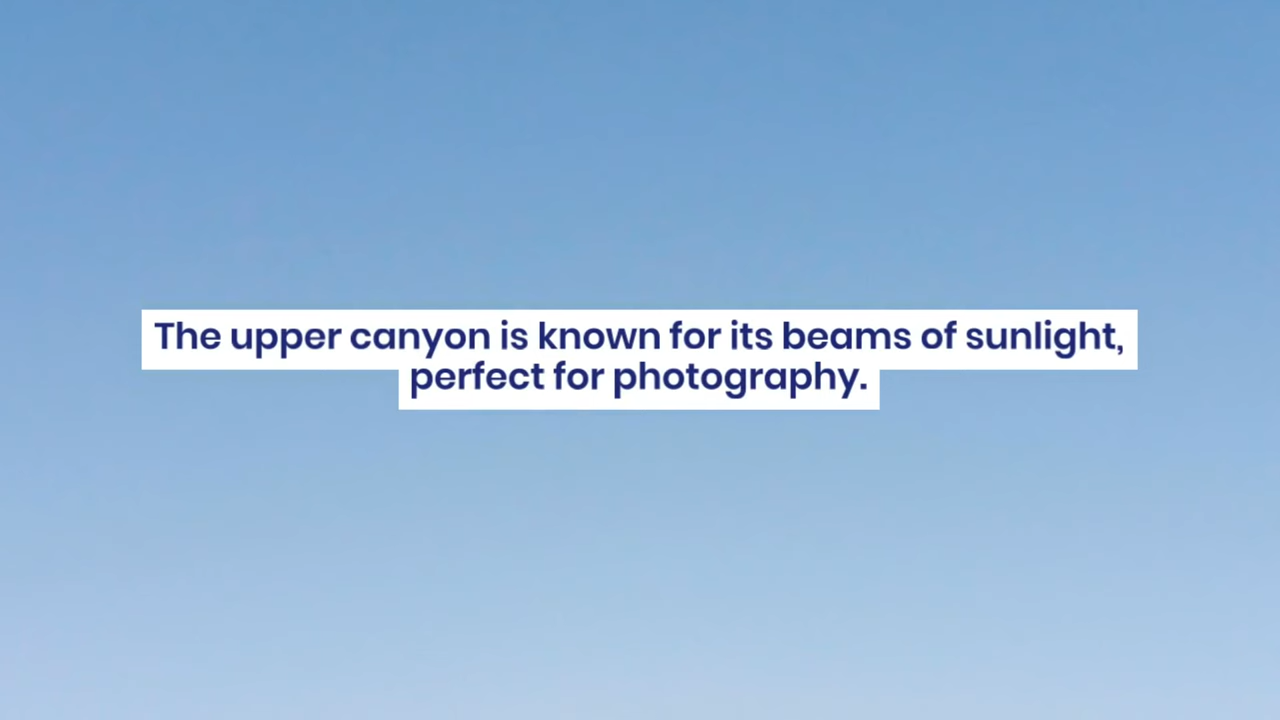 The upper canyon is known for its beams of sunlight,
perfect for photography.